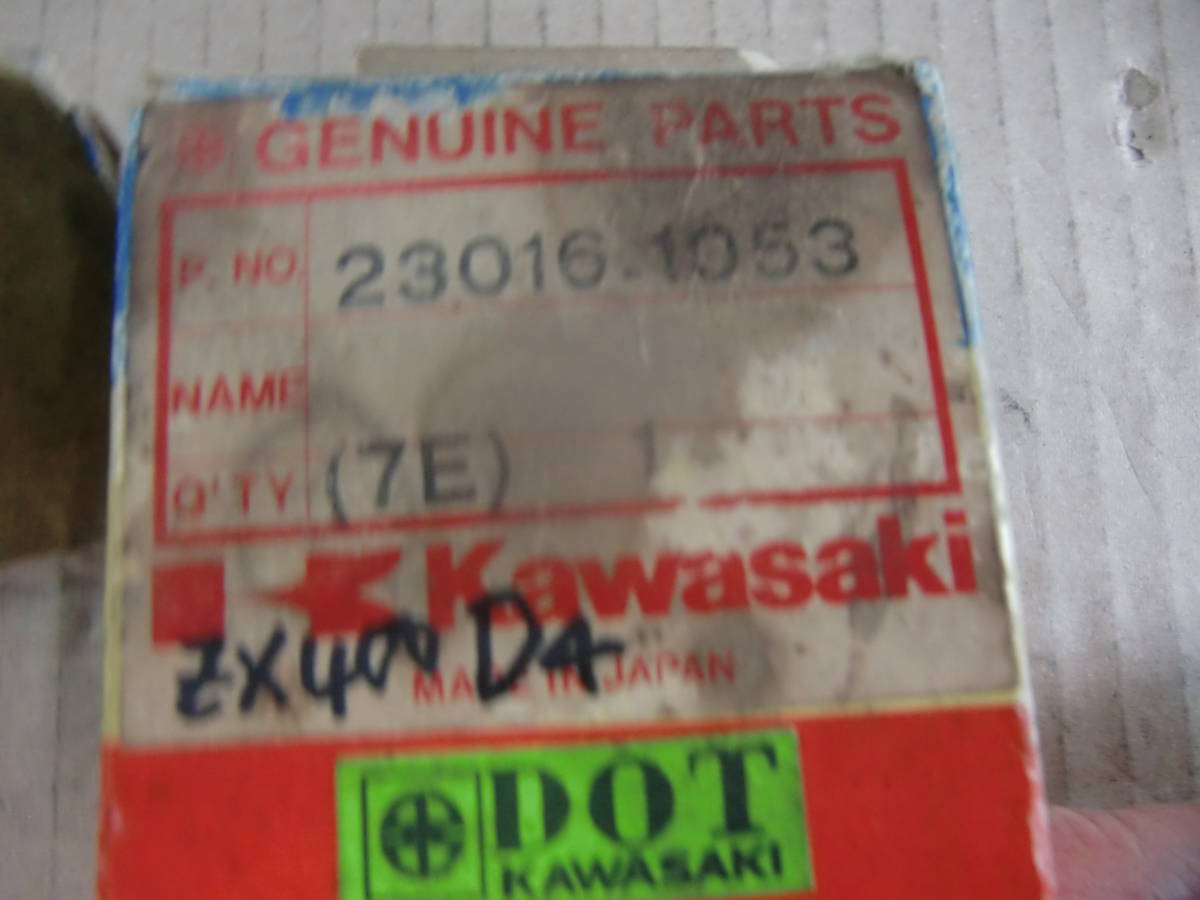 GENUINE PARTS
P. NO. 23016-1053
NAME
Q'TY (7E) 1
Kawasaki
ZX400 D4
MADE IN JAPAN
DOT
KAWASAKI